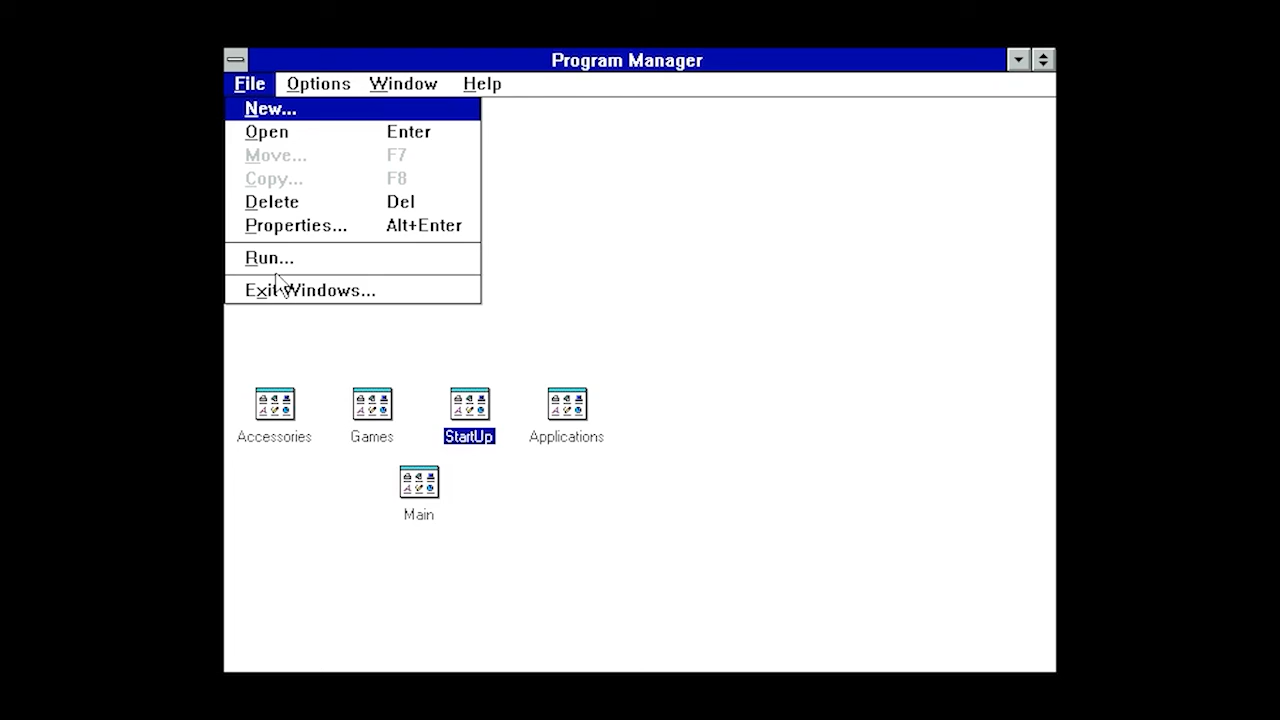 Program Manager
File Options Window Help
New...
Open Enter
Move... F7
Copy... F8
Delete Del
Properties... Alt+Enter
Run...
Exit Windows...
Accessories Games StartUp Applications
Main